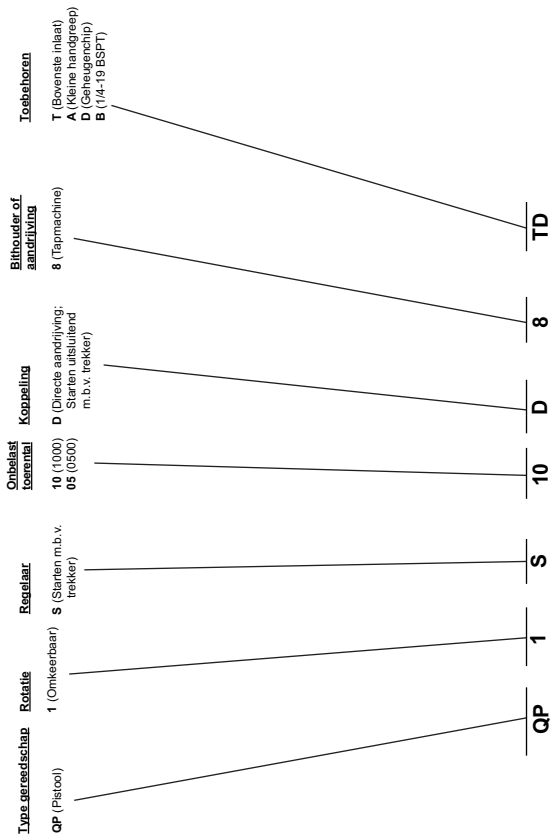 Type gereedschap
QP (Pistool)
Rotatie
1 (Omkeerbaar)
Regelaar
S (Starten m.b.v.
trekker)
Onbelast
toerental
10 (1000)
05 (0500)
Koppeling
D (Directe aandrijving;
Starten uitsluitend
m.b.v. trekker)
Bithouder of
aandrijving
8 (Tapmachine)
Toebehoren
T (Bovenste inlaat)
A (Kleine handgreep)
D (Geheugenchip)
B (1/4-19 BSPT)
QP 1 S 10 D 8 TD